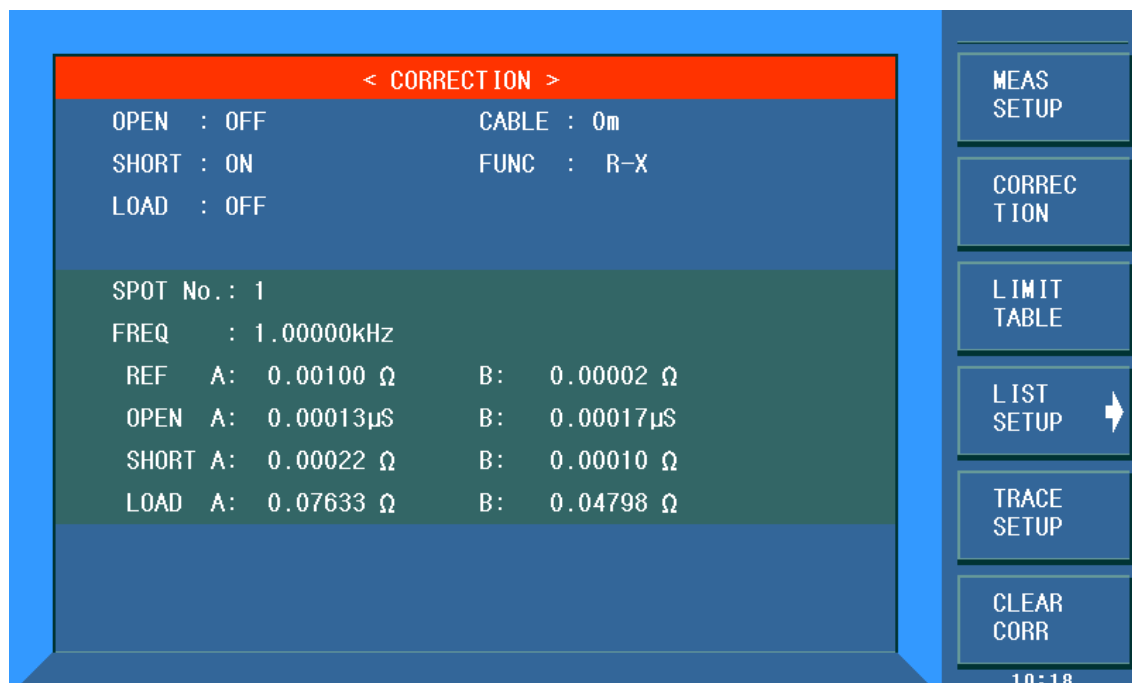 < CORRECTION >
OPEN : OFF CABLE : 0m
SHORT : ON FUNC : R-X
LOAD : OFF
SPOT No.: 1
FREQ : 1.00000kHz
REF A: 0.00100 Ω B: 0.00002 Ω
OPEN A: 0.00013μS B: 0.00017μS
SHORT A: 0.00022 Ω B: 0.00010 Ω
LOAD A: 0.07633 Ω B: 0.04798 Ω
MEAS
SETUP
CORREC
TION
LIMIT
TABLE
LIST
SETUP
TRACE
SETUP
CLEAR
CORR
10:18